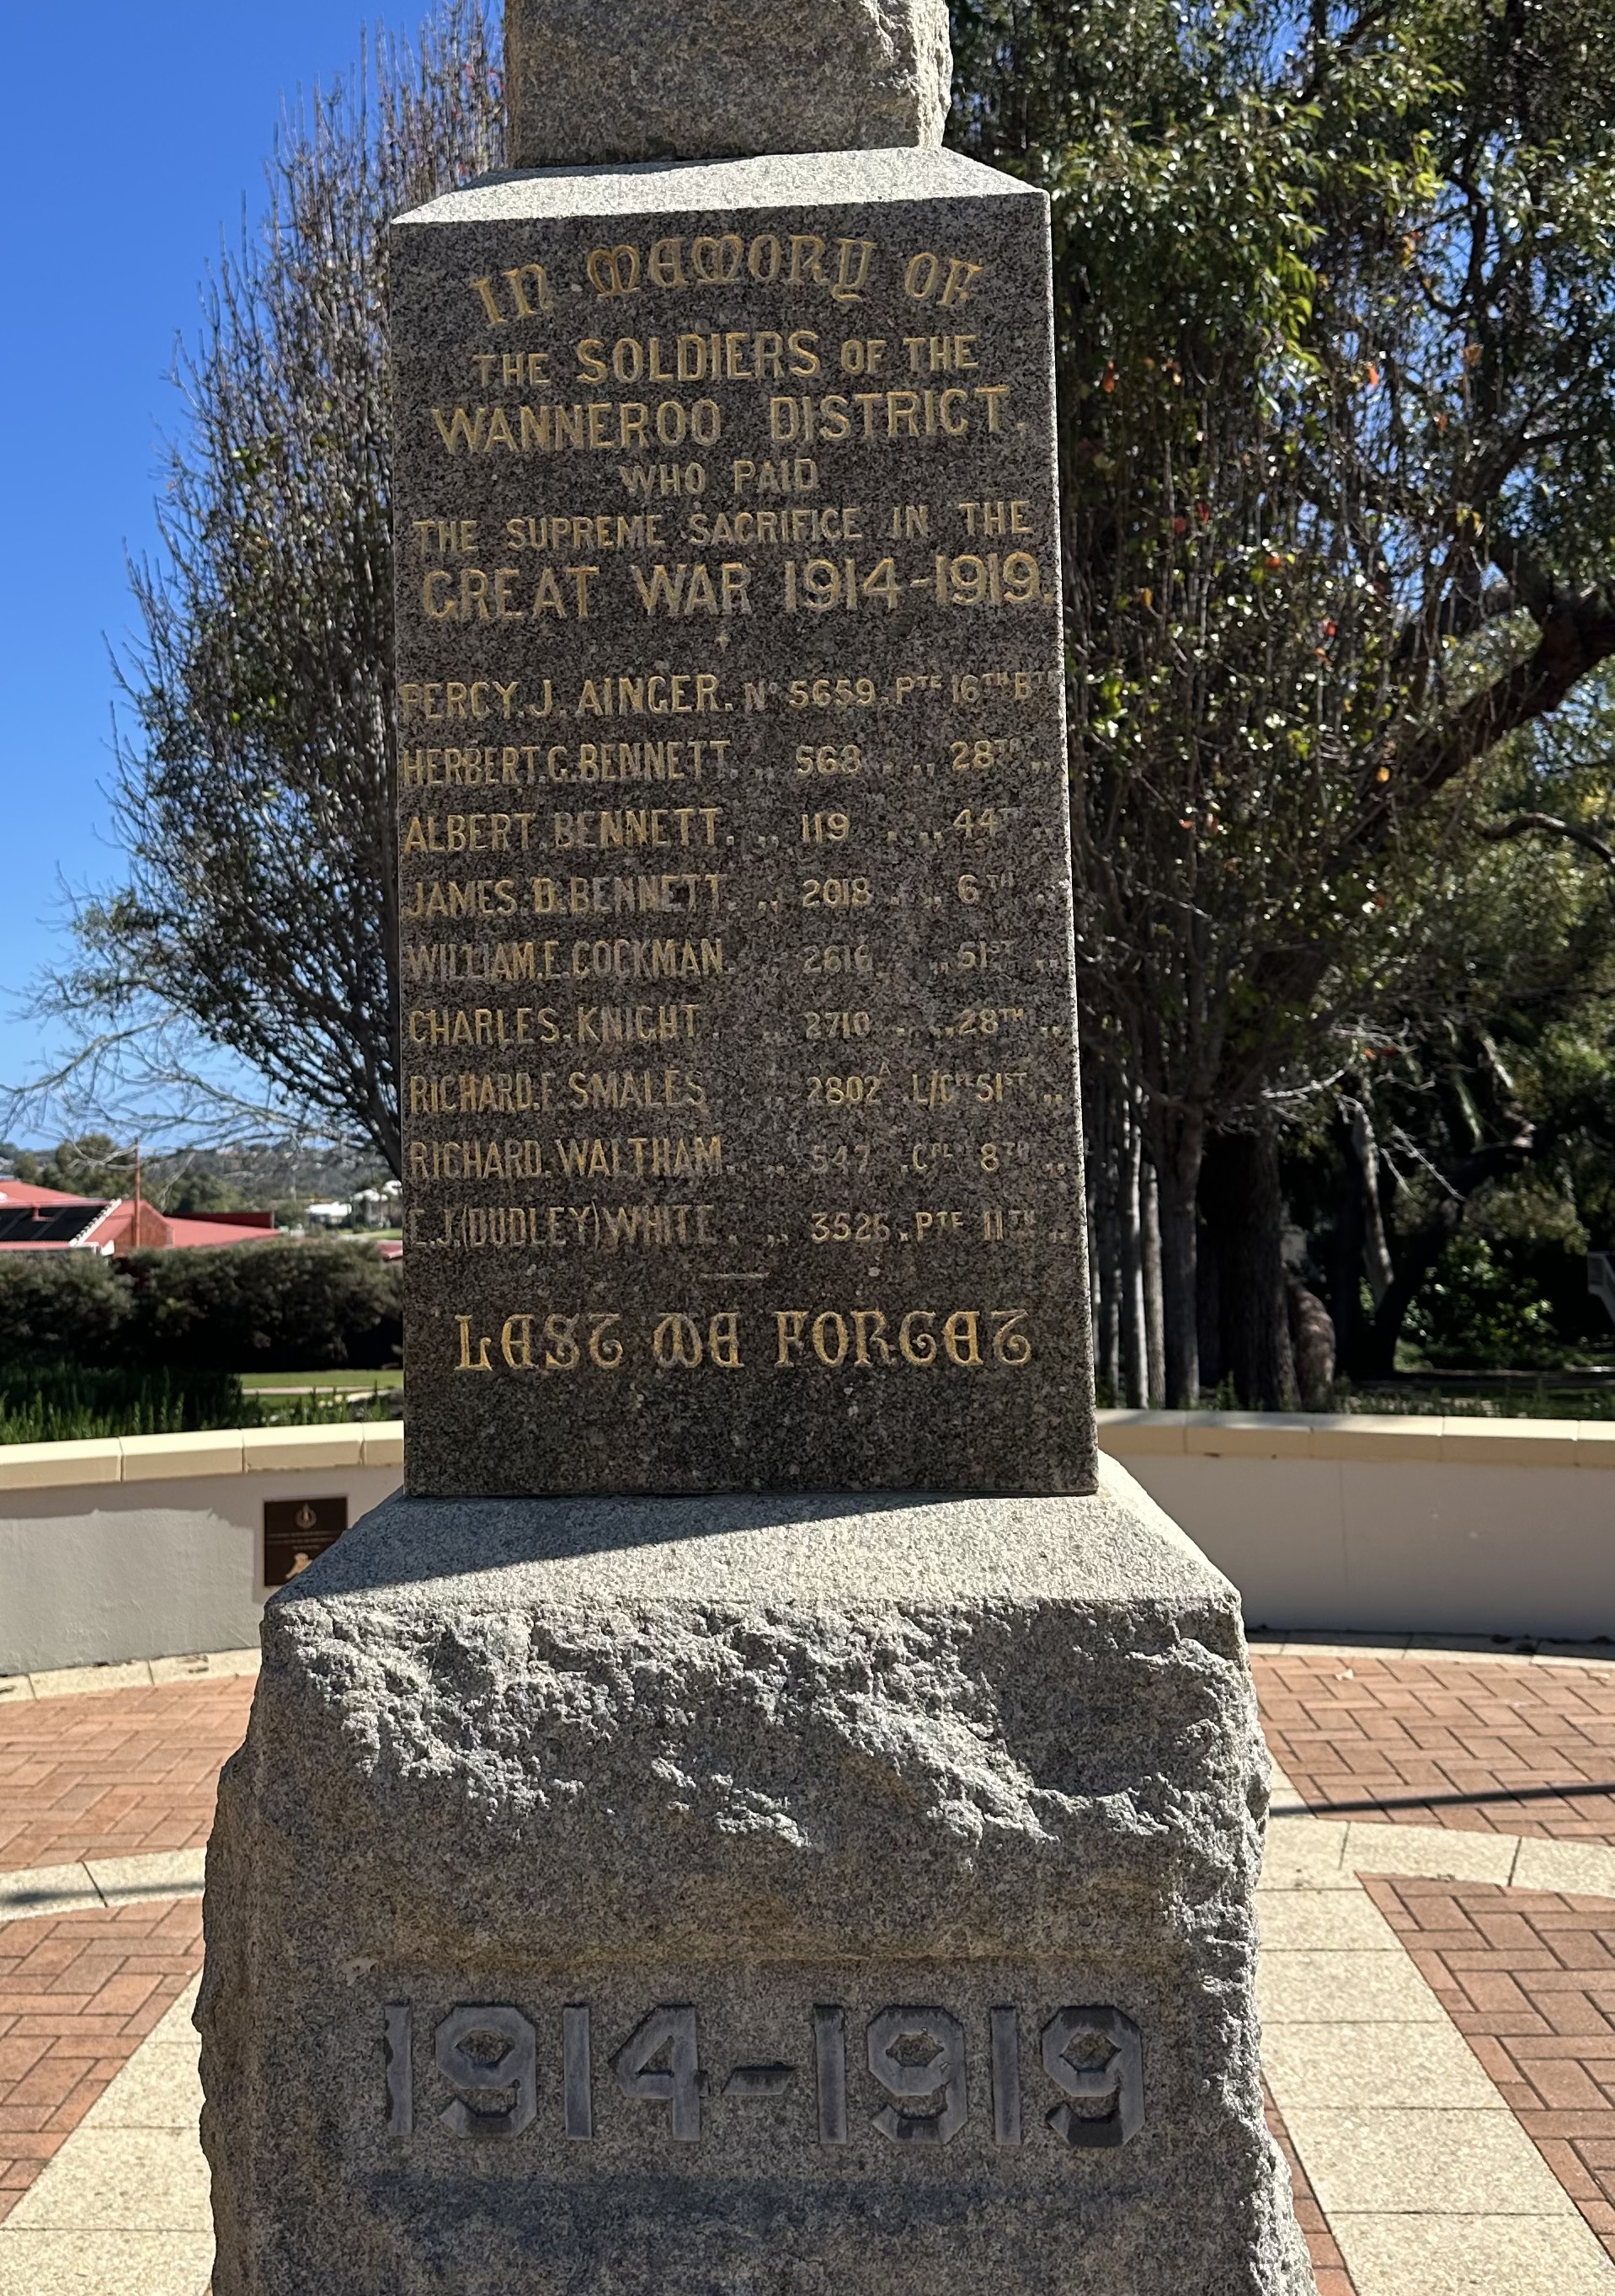 IN MEMORY OF
THE SOLDIERS OF THE
WANNEROO DISTRICT.
WHO PAID
THE SUPREME SACRIFICE IN THE
GREAT WAR 1914-1919.
PERCY.J. AINGER. No 5659. PTE 16TH BTN
HERBERT.G.BENNETT. .. 568 . .. 28TH ..
ALBERT.BENNETT. .. 119 . .. 44TH ..
JAMES.D.BENNETT. .. 2018 . .. 6TH ..
WILLIAM.E.COCKMAN. .. 2616 . .. 51ST ..
CHARLES.KNIGHT. .. 2710 . .. 28TH ..
RICHARD.F.SMALES .. 2802A L/CPL 51ST ..
RICHARD.WALTHAM. .. 547 .CPL 8TH ..
E.J.(DUDLEY)WHITE. .. 3525.PTE 11TH ..
LEST WE FORGET
1914-1919